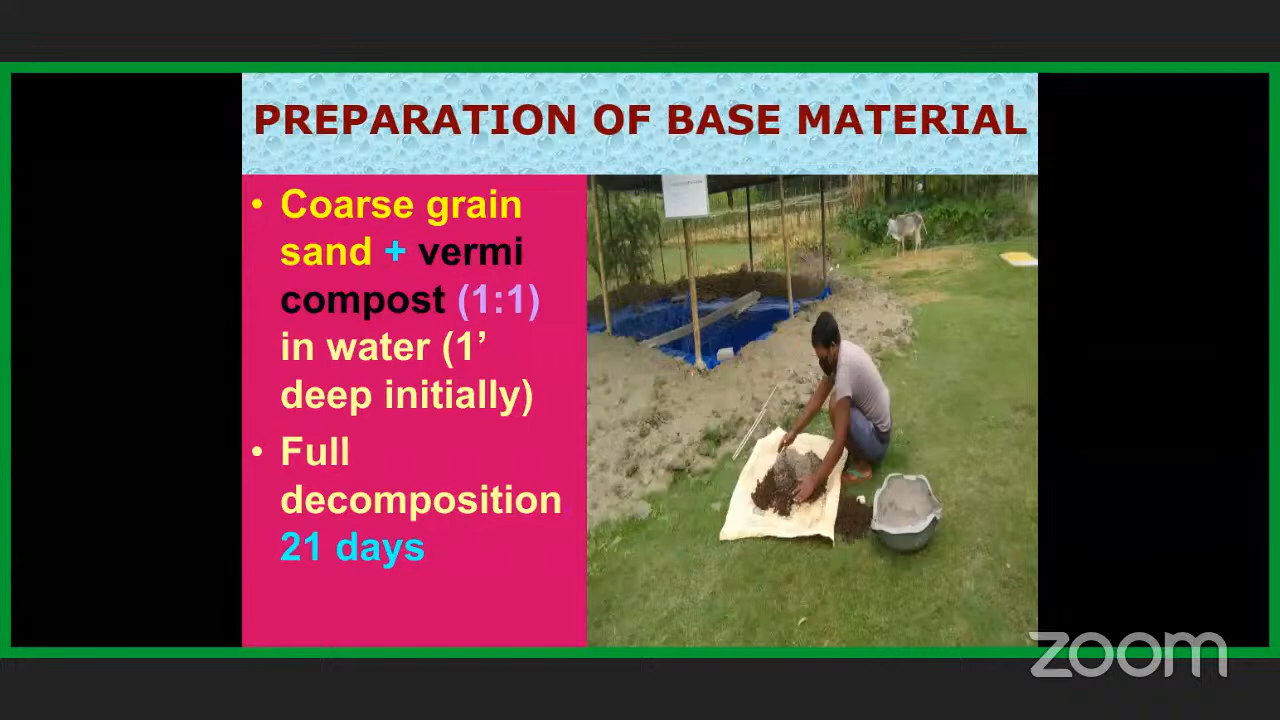 PREPARATION OF BASE MATERIAL
• Coarse grain
sand + vermi
compost (1:1)
in water (1’
deep initially)
• Full
decomposition,
21 days
zoom